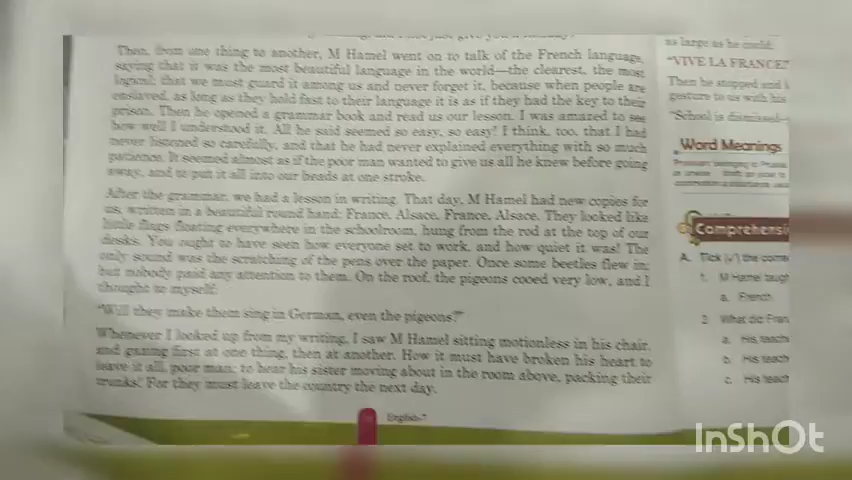 Then, from one thing to another, M Hamel went on to talk of the French language,
saying that it was the most beautiful language in the world—the clearest, the most
logical; that we must guard it among us and never forget it, because when people are
enslaved, as long as they hold fast to their language it is as if they had the key to their
prison. Then he opened a grammar book and read us our lesson. I was amazed to see
how well I understood it. All he said seemed so easy, so easy! I think, too, that I had
never listened so carefully, and that he had never explained everything with so much
patience. It seemed almost as if the poor man wanted to give us all he knew before going
away, and to put it all into our heads at one stroke.
After the grammar, we had a lesson in writing. That day, M Hamel had new copies for
us, written in a beautiful round hand: France, Alsace, France, Alsace. They looked like
little flags floating everywhere in the schoolroom, hung from the rod at the top of our
desks. You ought to have seen how everyone set to work, and how quiet it was! The
only sound was the scratching of the pens over the paper. Once some beetles flew in;
but nobody paid any attention to them. On the roof, the pigeons cooed very low, and I
thought to myself:
"Will they make them sing in German, even the pigeons?"
Whenever I looked up from my writing, I saw M Hamel sitting motionless in his chair,
and gazing first at one thing, then at another. How it must have broken his heart to
leave it all, poor man; to hear his sister moving about in the room above, packing their
trunks! For they must leave the country the next day.
English-7
as large as he could:
"VIVE LA FRANCE!"
Then he stopped and
gesture to us with his
"School is dismissed—
Word Meanings
Comprehensi
A. Tick (✓) the corre
1. M Hamel taugh
a. French
2. What did Fran
a. His teach
b. His teach
c. His teach
InShOt